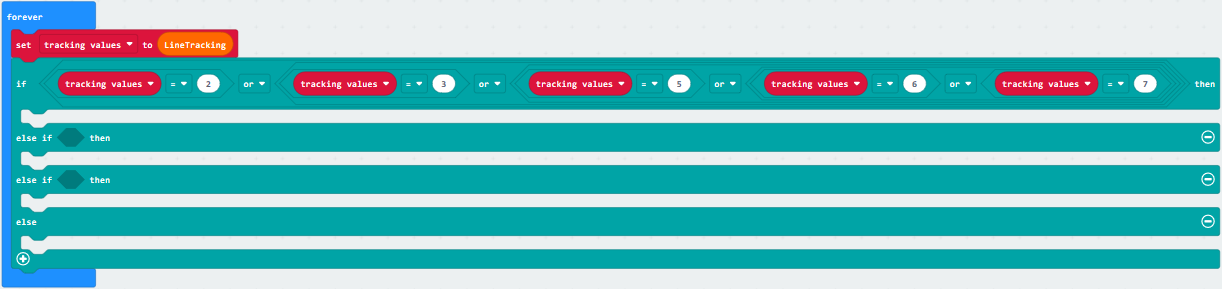 forever
set tracking values to LineTracking
if tracking values = 2 or tracking values = 3 or tracking values = 5 or tracking values = 6 or tracking values = 7 then
else if then
else if then
else